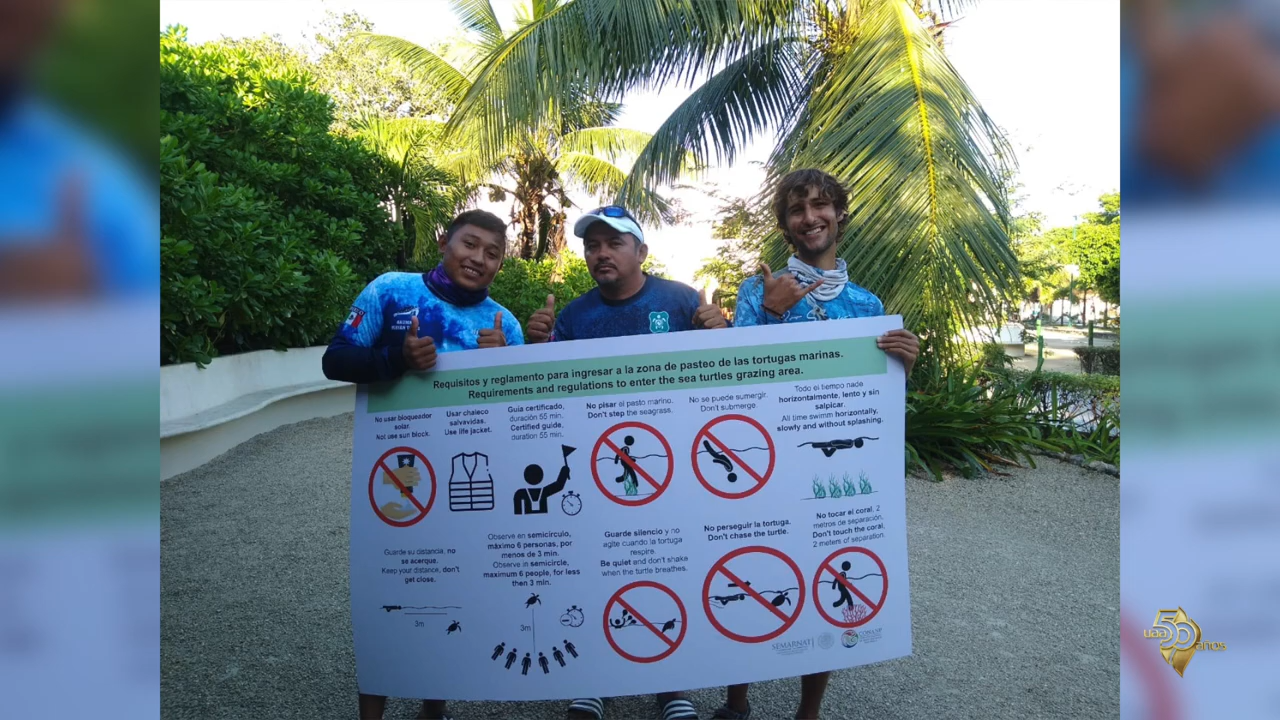 Requisitos y reglamento para ingresar a la zona de pasteo de las tortugas marinas.
Requirements and regulations to enter the sea turtles grazing area.
No usar bloqueador
solar.
Not use sun block.
Usar chaleco
salvavidas.
Use life jacket.
Guía certificado,
duración 55 min.
Certified guide,
duration 55 min.
No pisar el pasto marino.
Don't step the seagrass.
No se puede sumergir.
Don't submerge.
Todo el tiempo nade
horizontalmente, lento y sin
salpicar.
All time swimm horizontally,
slowly and without splashing.
Guarde su distancia, no
se acerque.
Keep your distance, don't
get close.
3m
Observe en semicírculo,
máximo 6 personas, por
menos de 3 min.
Observe in semicircle,
maximum 6 people, for less
then 3 min.
3m
Guarde silencio y no
agite cuando la tortuga
respire.
Be quiet and don't shake
when the turtle breathes.
No perseguir la tortuga.
Don't chase the turtle.
No tocar el coral, 2
metros de separación.
Don't touch the coral,
2 meters of separation.
SEMARNAT
CONANP
uaa 50 años